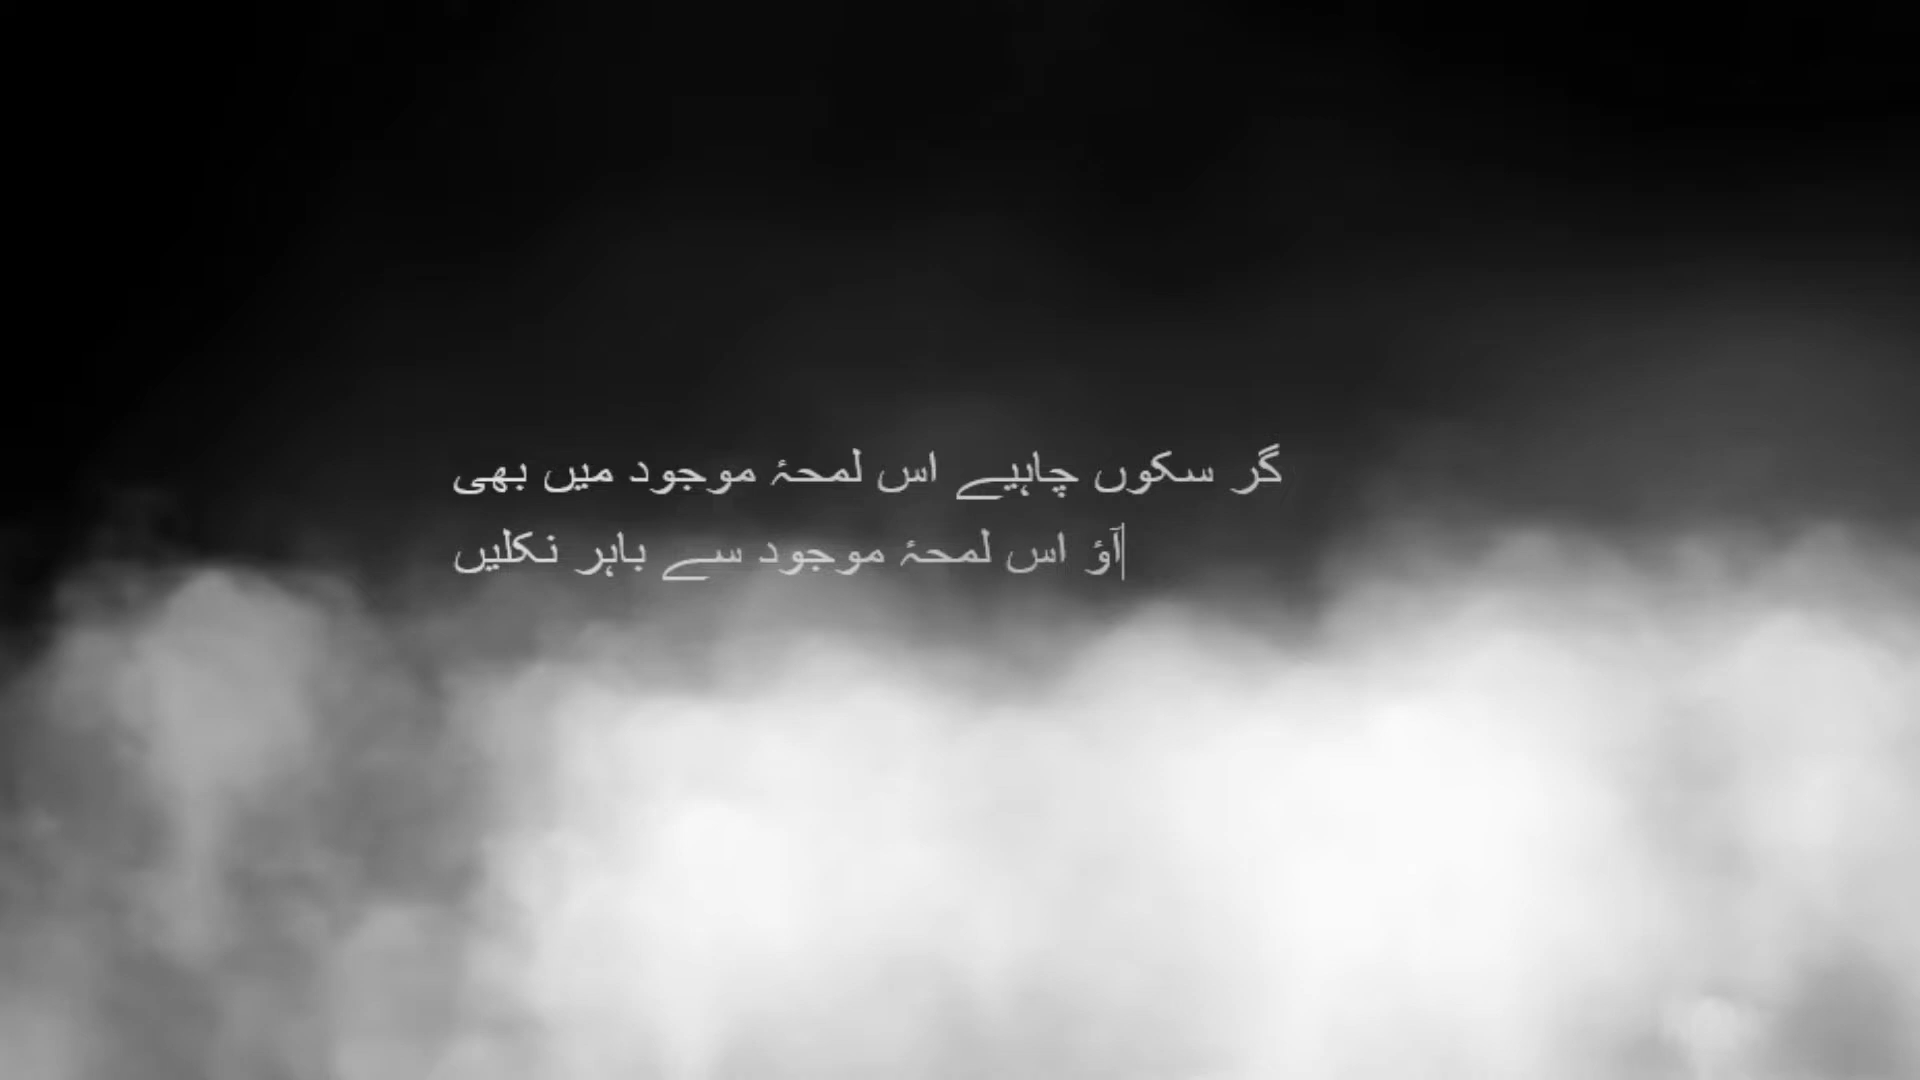 گر سکوں چاہیے اس لمحۂ موجود میں بھی
آؤ اس لمحۂ موجود سے باہر نکلیں